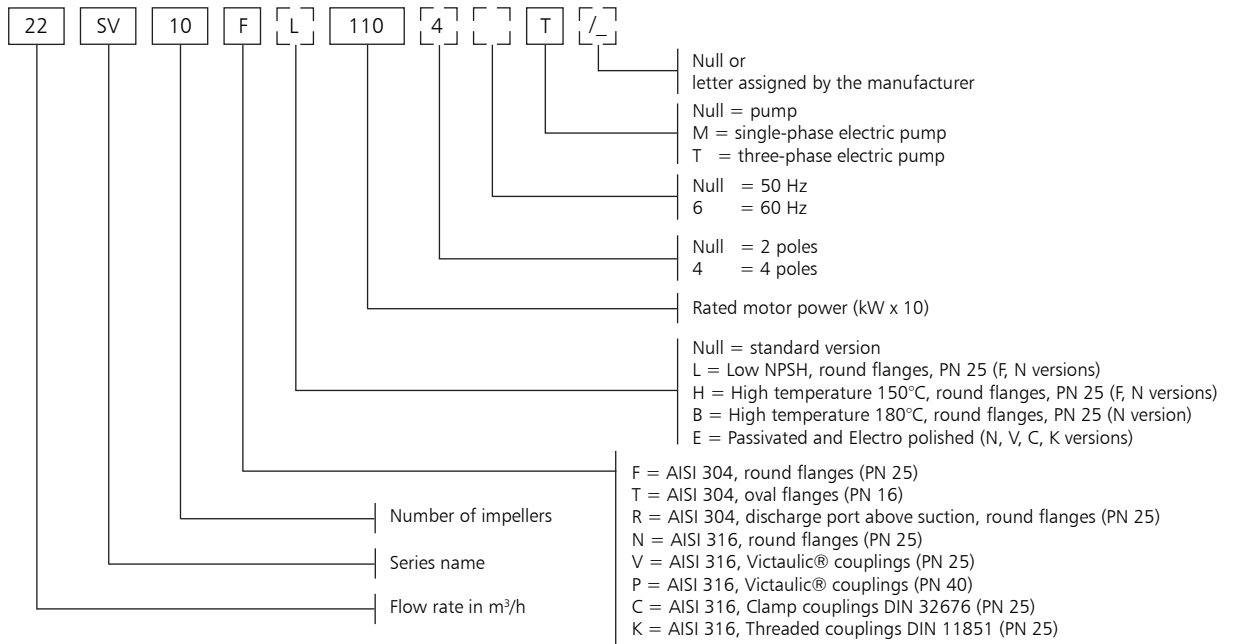 22 SV 10 F L 110 4 T /_
Null or
letter assigned by the manufacturer
Null = pump
M = single-phase electric pump
T = three-phase electric pump
Null = 50 Hz
6 = 60 Hz
Null = 2 poles
4 = 4 poles
Rated motor power (kW x 10)
Null = standard version
L = Low NPSH, round flanges, PN 25 (F, N versions)
H = High temperature 150°C, round flanges, PN 25 (F, N versions)
B = High temperature 180°C, round flanges, PN 25 (N version)
E = Passivated and Electro polished (N, V, C, K versions)
F = AISI 304, round flanges (PN 25)
T = AISI 304, oval flanges (PN 16)
R = AISI 304, discharge port above suction, round flanges (PN 25)
N = AISI 316, round flanges (PN 25)
V = AISI 316, Victaulic® couplings (PN 25)
P = AISI 316, Victaulic® couplings (PN 40)
C = AISI 316, Clamp couplings DIN 32676 (PN 25)
K = AISI 316, Threaded couplings DIN 11851 (PN 25)
Number of impellers
Series name
Flow rate in m³/h